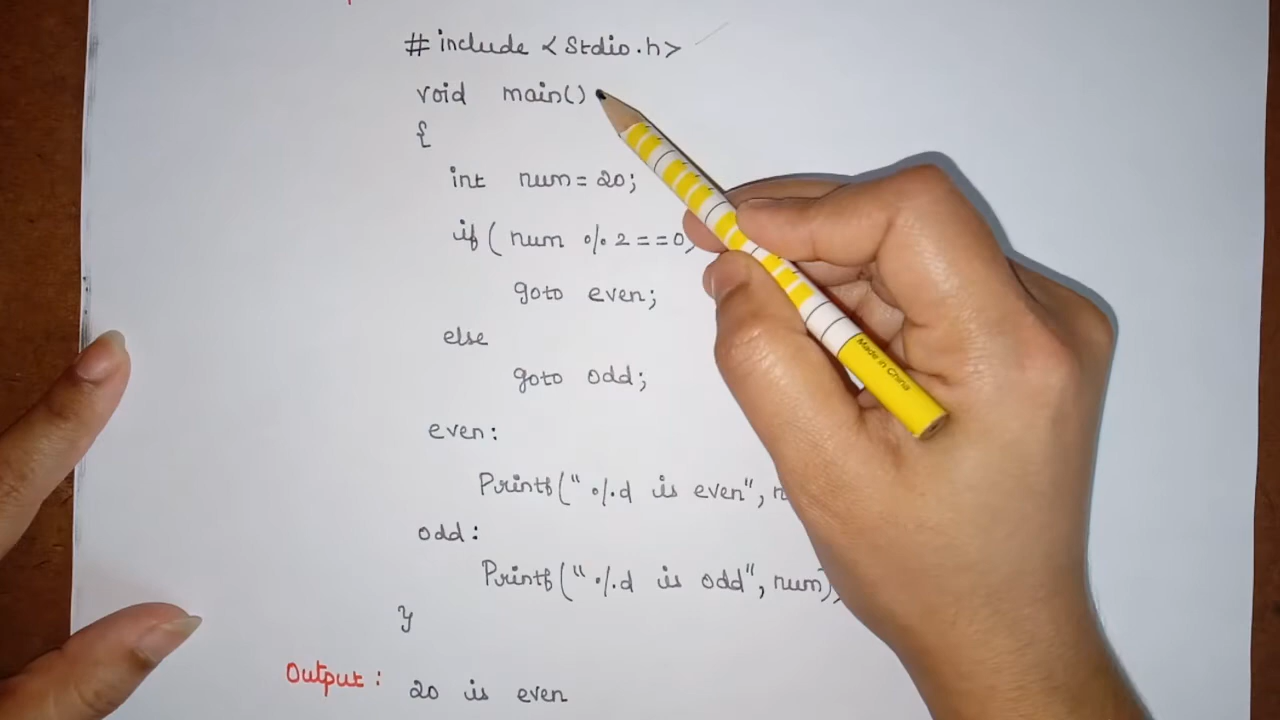 #include <Stdio.h>
void main()
{
int num=20;
if( num % 2==0)
goto even;
else
goto odd;
even:
Printf(" %d is even", n
odd:
Printf(" %d is odd", num);
}
Output: 20 is even
Made in China